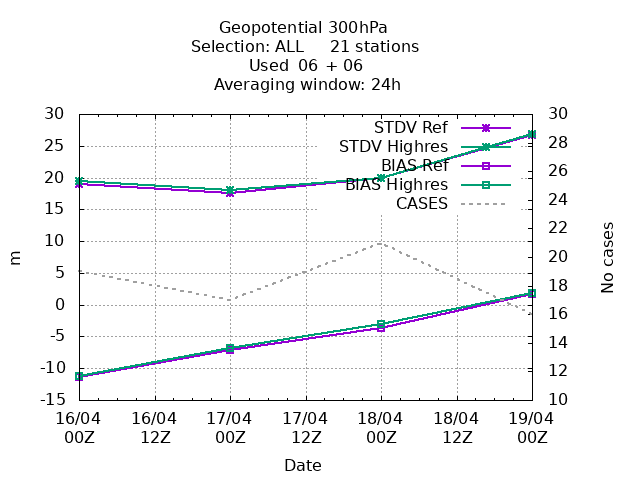 Geopotential 300hPa
Selection: ALL     21 stations
Used  06 + 06
Averaging window: 24h
30 30
STDV Ref
28
25
STDV Highres
26
BIAS Ref
20
BIAS Highres
24
15
CASES
22
10
20
m
No cases
5
18
0
16
-5
14
-10
12
-15 10
16/04 16/04 17/04 17/04 18/04 18/04 19/04
00Z 12Z 00Z 12Z 00Z 12Z 00Z
Date